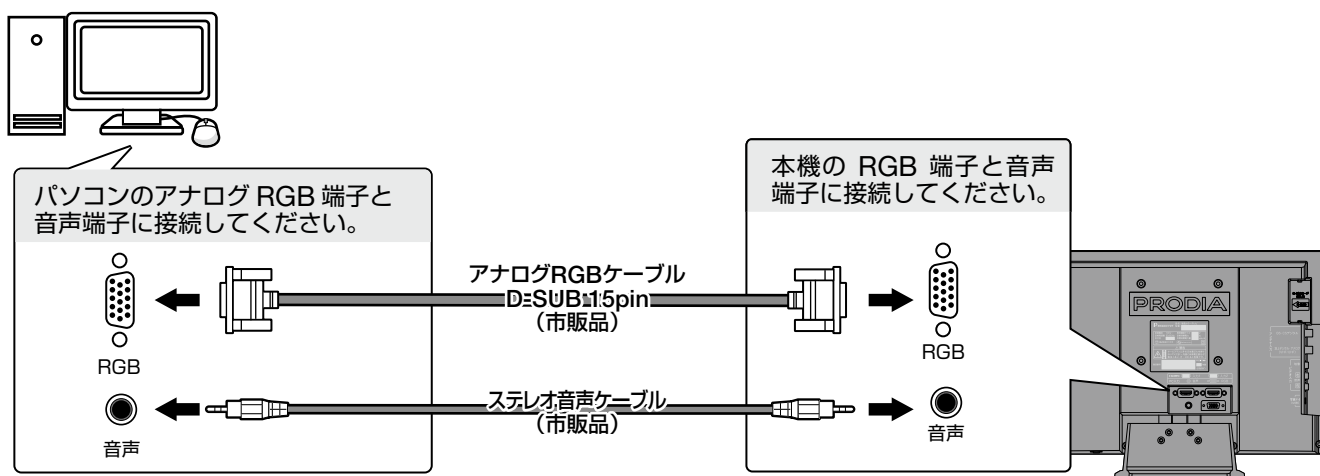 パソコンのアナログ RGB 端子と
音声端子に接続してください。
RGB
音声
アナログRGBケーブル
D-SUB 15pin
（市販品）
ステレオ音声ケーブル
（市販品）
本機の RGB 端子と音声
端子に接続してください。
RGB
音声
PRODIA